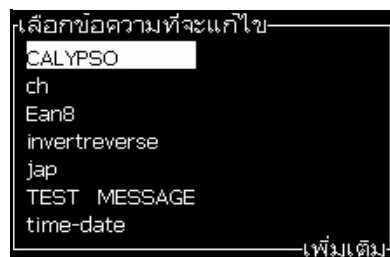 เลือกข้อความที่จะแก้ไข
CALYPSO
ch
Ean8
invertreverse
jap
TEST MESSAGE
time-date
เพิ่มเติม